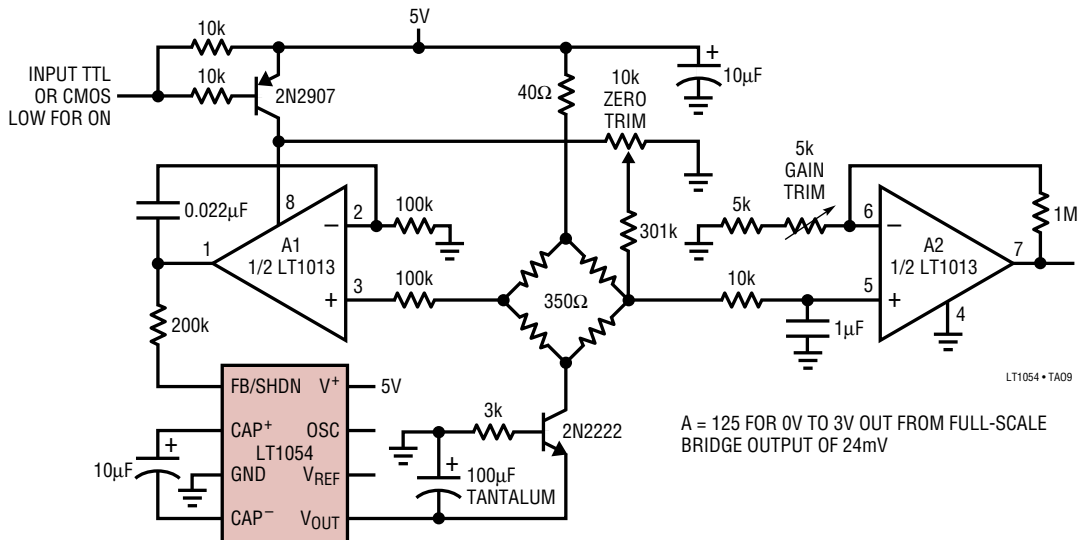 5V
10k
10k
INPUT TTL
OR CMOS
LOW FOR ON
2N2907
40Ω
10k
ZERO
TRIM
+
10µF
5k
GAIN
TRIM
0.022µF
8
2
–
100k
1
A1
1/2 LT1013
+
3
100k
301k
5k
6
–
1M
A2
1/2 LT1013
7
350Ω
10k
5
+
4
1µF
200k
LT1054 • TA09
FB/SHDN
V+
5V
CAP+
OSC
LT1054
+
10µF
GND
VREF
CAP–
VOUT
3k
2N2222
+
100µF
TANTALUM
A = 125 FOR 0V TO 3V OUT FROM FULL-SCALE
BRIDGE OUTPUT OF 24mV